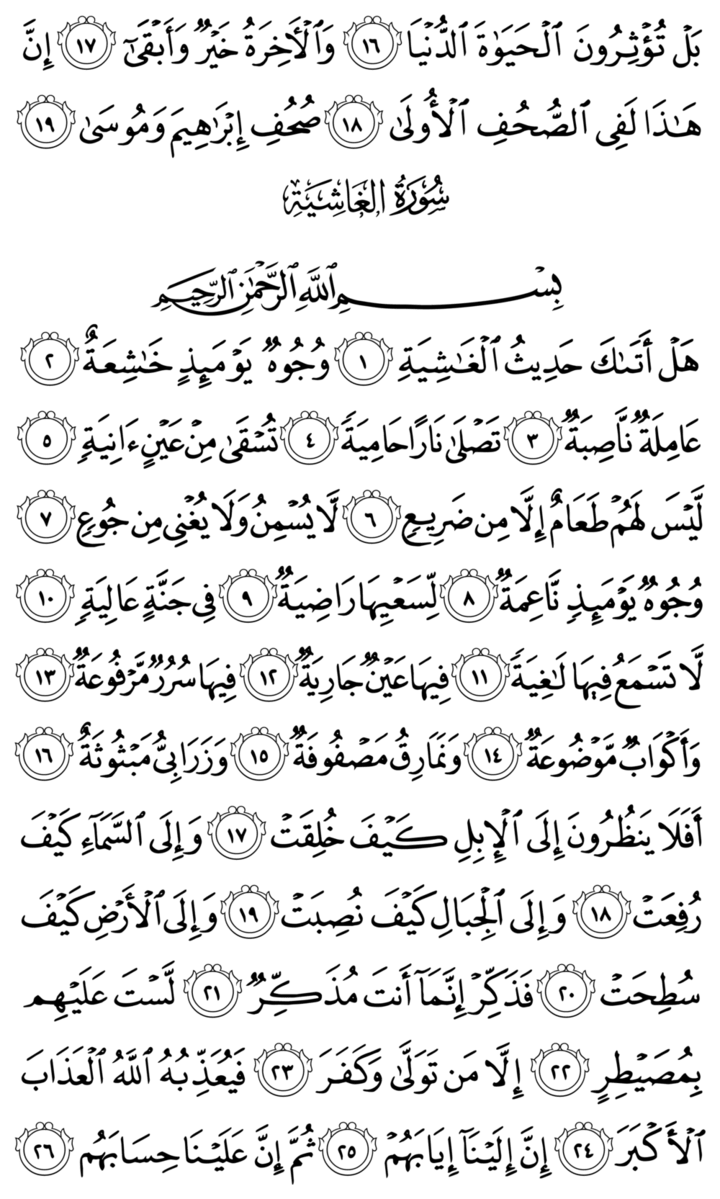 بَلْ تُؤْثِرُونَ ٱلْحَيَوٰةَ ٱلدُّنْيَا ١٦ وَٱلْـَٔاخِرَةُ خَيْرٌ وَأَبْقَىٰٓ ١٧ إِنَّ
هَـٰذَا لَفِى ٱلصُّحُفِ ٱلْأُولَىٰ ١٨ صُحُفِ إِبْرَٰهِيمَ وَمُوسَىٰ ١٩
سُورَةُ الغَاشِيَةِ
بِسْمِ ٱللَّهِ ٱلرَّحْمَـٰنِ ٱلرَّحِيمِ
هَلْ أَتَىٰكَ حَدِيثُ ٱلْغَـٰشِيَةِ ١ وُجُوهٌ يَوْمَئِذٍ خَـٰشِعَةٌ ٢
عَامِلَةٌ نَّاصِبَةٌ ٣ تَصْلَىٰ نَارًا حَامِيَةً ٤ تُسْقَىٰ مِنْ عَيْنٍ ءَانِيَةٍ ٥
لَّيْسَ لَهُمْ طَعَامٌ إِلَّا مِن ضَرِيعٍ ٦ لَّا يُسْمِنُ وَلَا يُغْنِى مِن جُوعٍ ٧
وُجُوهٌ يَوْمَئِذٍ نَّاعِمَةٌ ٨ لِّسَعْيِهَا رَاضِيَةٌ ٩ فِى جَنَّةٍ عَالِيَةٍ ١٠
لَّا تَسْمَعُ فِيهَا لَـٰغِيَةً ١١ فِيهَا عَيْنٌ جَارِيَةٌ ١٢ فِيهَا سُرُرٌ مَّرْفُوعَةٌ ١٣
وَأَكْوَابٌ مَّوْضُوعَةٌ ١٤ وَنَمَارِقُ مَصْفُوفَةٌ ١٥ وَزَرَابِىُّ مَبْثُوثَةٌ ١٦
أَفَلَا يَنظُرُونَ إِلَى ٱلْإِبِلِ كَيْفَ خُلِقَتْ ١٧ وَإِلَى ٱلسَّمَآءِ كَيْفَ
رُفِعَتْ ١٨ وَإِلَى ٱلْجِبَالِ كَيْفَ نُصِبَتْ ١٩ وَإِلَى ٱلْأَرْضِ كَيْفَ
سُطِحَتْ ٢٠ فَذَكِّرْ إِنَّمَآ أَنتَ مُذَكِّرٌ ٢١ لَّسْتَ عَلَيْهِم
بِمُصَيْطِرٍ ٢٢ إِلَّا مَن تَوَلَّىٰ وَكَفَرَ ٢٣ فَيُعَذِّبُهُ ٱللَّهُ ٱلْعَذَابَ
ٱلْأَكْبَرَ ٢٤ إِنَّ إِلَيْنَآ إِيَابَهُمْ ٢٥ ثُمَّ إِنَّ عَلَيْنَا حِسَابَهُم ٢٦